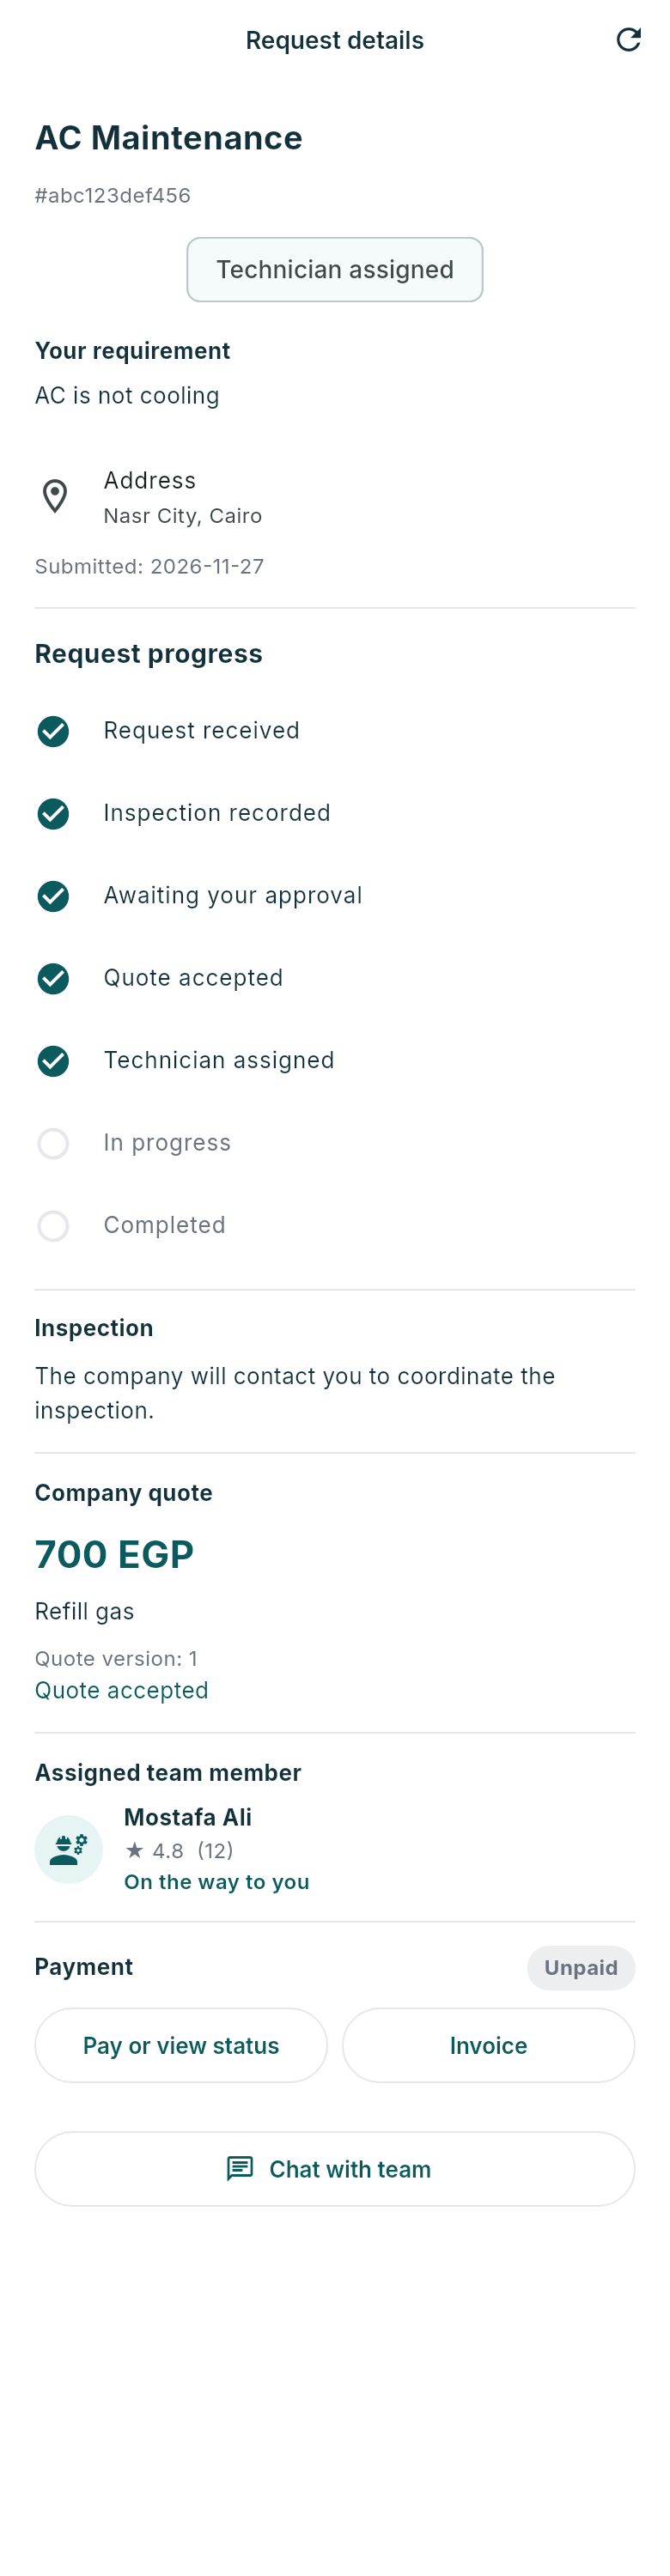 Request details
AC Maintenance
#abc123def456
Technician assigned
Your requirement
AC is not cooling
Address
Nasr City, Cairo
Submitted: 2026-11-27
Request progress
Request received
Inspection recorded
Awaiting your approval
Quote accepted
Technician assigned
In progress
Completed
Inspection
The company will contact you to coordinate the
inspection.
Company quote
700 EGP
Refill gas
Quote version: 1
Quote accepted
Assigned team member
Mostafa Ali
★ 4.8 (12)
On the way to you
Payment
Unpaid
Pay or view status
Invoice
Chat with team